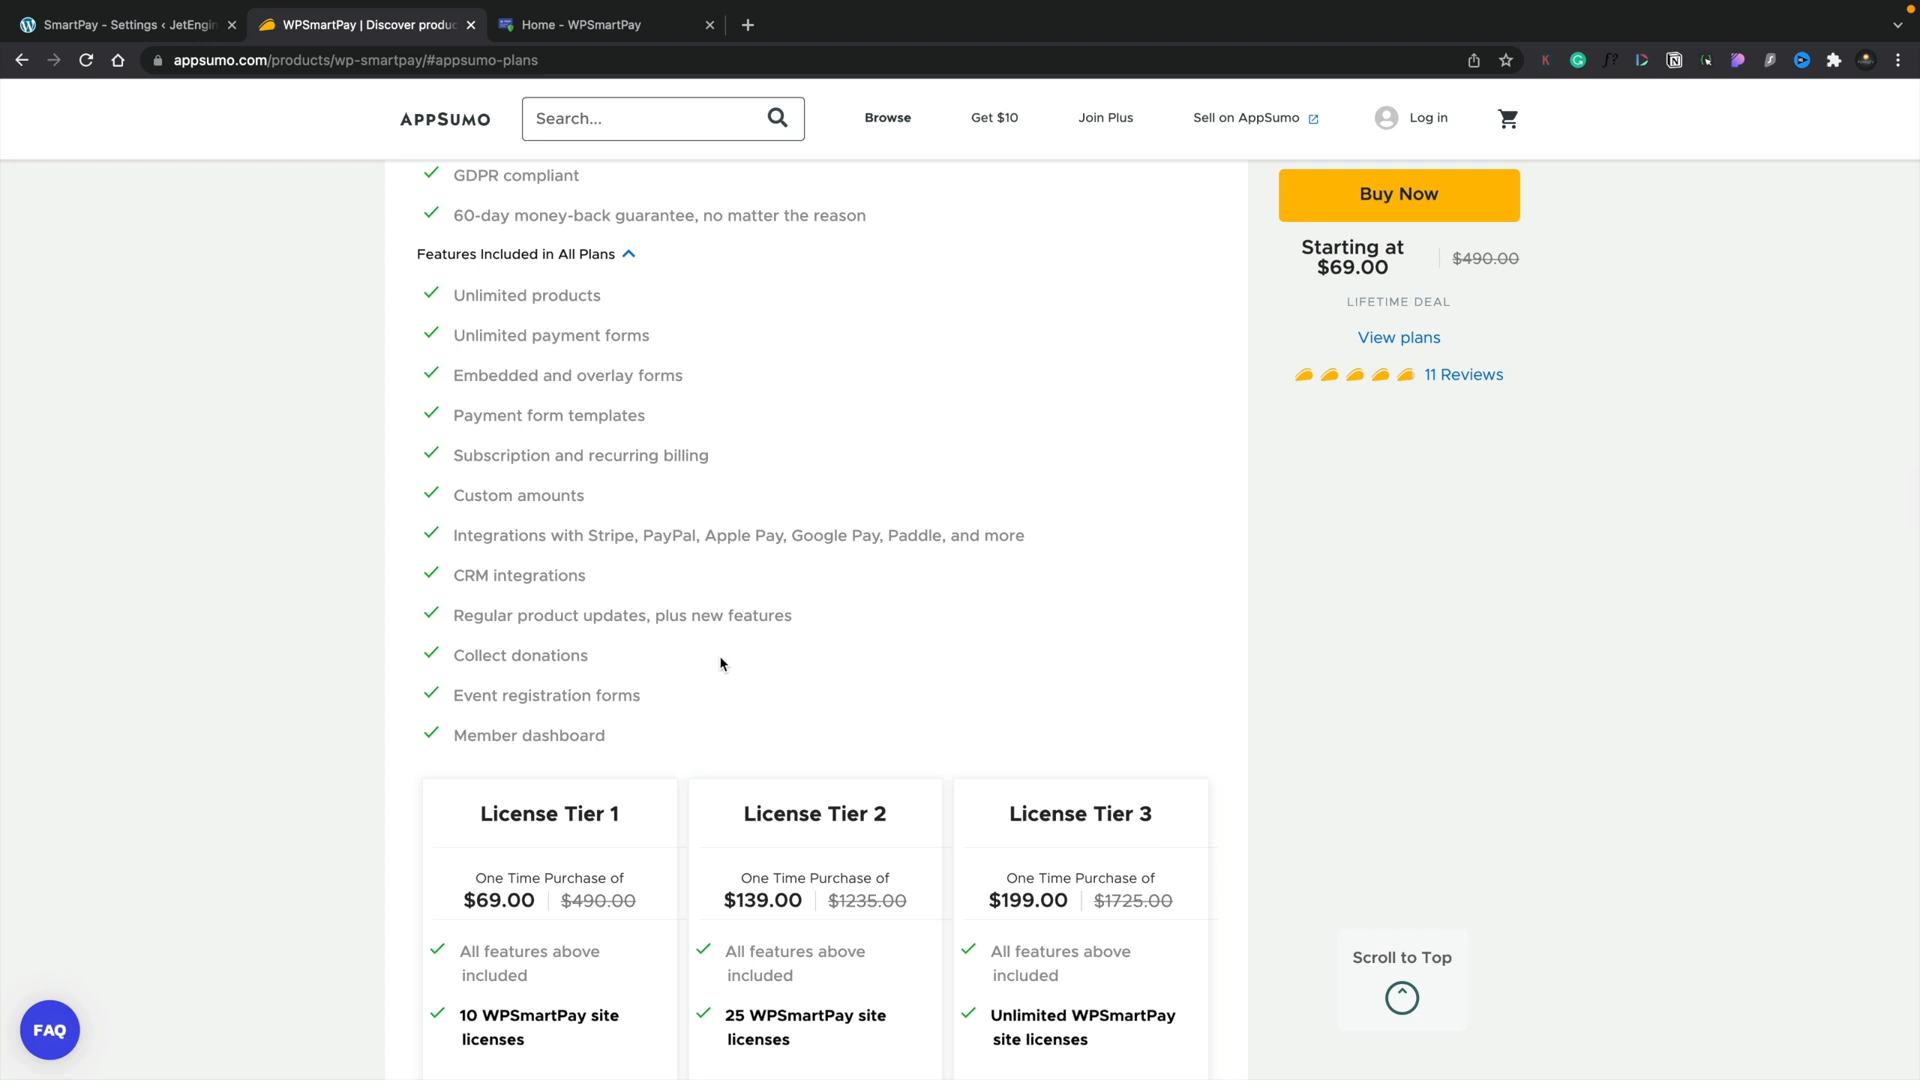 SmartPay - Settings ‹ JetEngin
WPSmartPay | Discover produc
Home - WPSmartPay
appsumo.com/products/wp-smartpay/#appsumo-plans
APPSUMO
Search...
Browse
Get $10
Join Plus
Sell on AppSumo
Log in
GDPR compliant
60-day money-back guarantee, no matter the reason
Features Included in All Plans
Unlimited products
Unlimited payment forms
Embedded and overlay forms
Payment form templates
Subscription and recurring billing
Custom amounts
Integrations with Stripe, PayPal, Apple Pay, Google Pay, Paddle, and more
CRM integrations
Regular product updates, plus new features
Collect donations
Event registration forms
Member dashboard
Buy Now
Starting at
$69.00
$490.00
LIFETIME DEAL
View plans
11 Reviews
License Tier 1
One Time Purchase of
$69.00 $490.00
All features above
included
10 WPSmartPay site
licenses
License Tier 2
One Time Purchase of
$139.00 $1235.00
All features above
included
25 WPSmartPay site
licenses
License Tier 3
One Time Purchase of
$199.00 $1725.00
All features above
included
Unlimited WPSmartPay
site licenses
Scroll to Top
FAQ